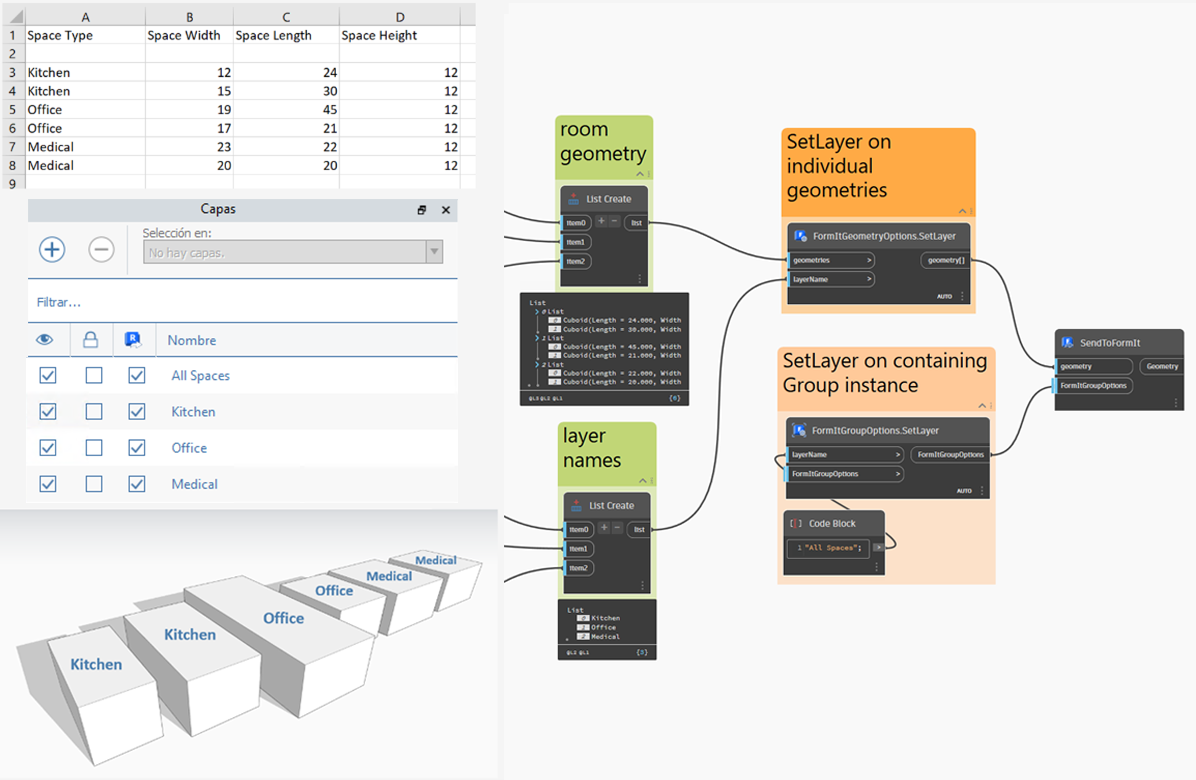 A B C D
1 Space Type Space Width Space Length Space Height
2
3 Kitchen 12 24 12
4 Kitchen 15 30 12
5 Office 19 45 12
6 Office 17 21 12
7 Medical 23 22 12
8 Medical 20 20 12
9
Capas
Selección en:
No hay capas.
Filtrar...
R Nombre
All Spaces
Kitchen
Office
Medical
Kitchen
Kitchen
Office
Office
Medical
Medical
room
geometry
List Create
Item0 + - list
Item1
Item2
List
0 List
0 Cuboid(Length = 24.000, Width
1 Cuboid(Length = 30.000, Width
1 List
0 Cuboid(Length = 45.000, Width
1 Cuboid(Length = 21.000, Width
2 List
0 Cuboid(Length = 22.000, Width
1 Cuboid(Length = 20.000, Width
@L3 @L2 @L1 {6}
layer
names
List Create
Item0 + - list
Item1
Item2
List
0 Kitchen
1 Office
2 Medical
@L2 @L1 {3}
SetLayer on
individual
geometries
FormItGeometryOptions.SetLayer
geometries > geometry[]
layerName >
AUTO
SetLayer on containing
Group instance
FormItGroupOptions.SetLayer
layerName > FormItGroupOptions
FormItGroupOptions >
AUTO
Code Block
1 "All Spaces"; >
SendToFormIt
geometry Geometry
FormItGroupOptions